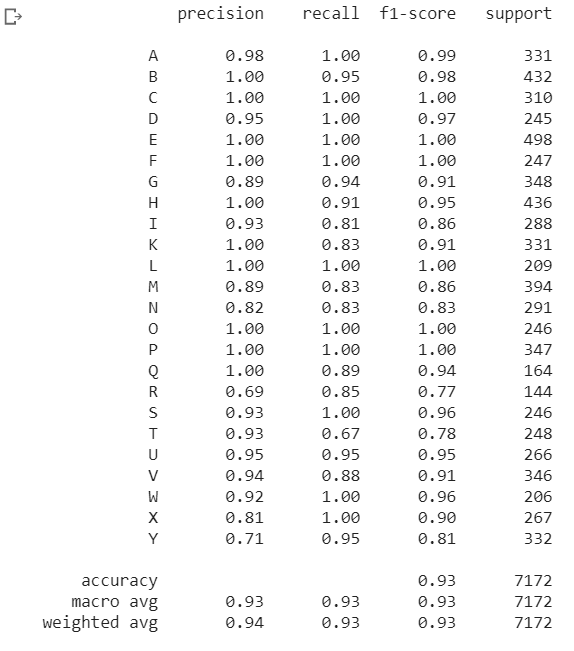 precision recall f1-score support
A 0.98 1.00 0.99 331
B 1.00 0.95 0.98 432
C 1.00 1.00 1.00 310
D 0.95 1.00 0.97 245
E 1.00 1.00 1.00 498
F 1.00 1.00 1.00 247
G 0.89 0.94 0.91 348
H 1.00 0.91 0.95 436
I 0.93 0.81 0.86 288
K 1.00 0.83 0.91 331
L 1.00 1.00 1.00 209
M 0.89 0.83 0.86 394
N 0.82 0.83 0.83 291
O 1.00 1.00 1.00 246
P 1.00 1.00 1.00 347
Q 1.00 0.89 0.94 164
R 0.69 0.85 0.77 144
S 0.93 1.00 0.96 246
T 0.93 0.67 0.78 248
U 0.95 0.95 0.95 266
V 0.94 0.88 0.91 346
W 0.92 1.00 0.96 206
X 0.81 1.00 0.90 267
Y 0.71 0.95 0.81 332
accuracy 0.93 7172
macro avg 0.93 0.93 0.93 7172
weighted avg 0.94 0.93 0.93 7172